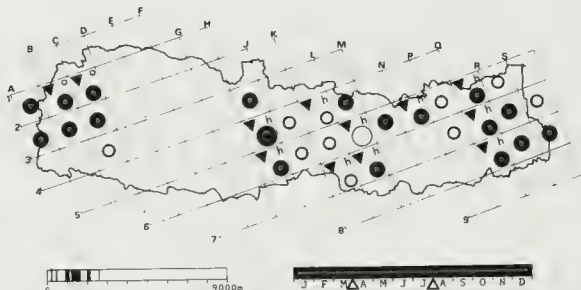 E F
B C D G H
J K
L M
N P Q
R S
A
1
2
3
4
5
6
7
8
9
h h h h
h h h h
h h h
0 9000m
J F M A M J J A S O N D